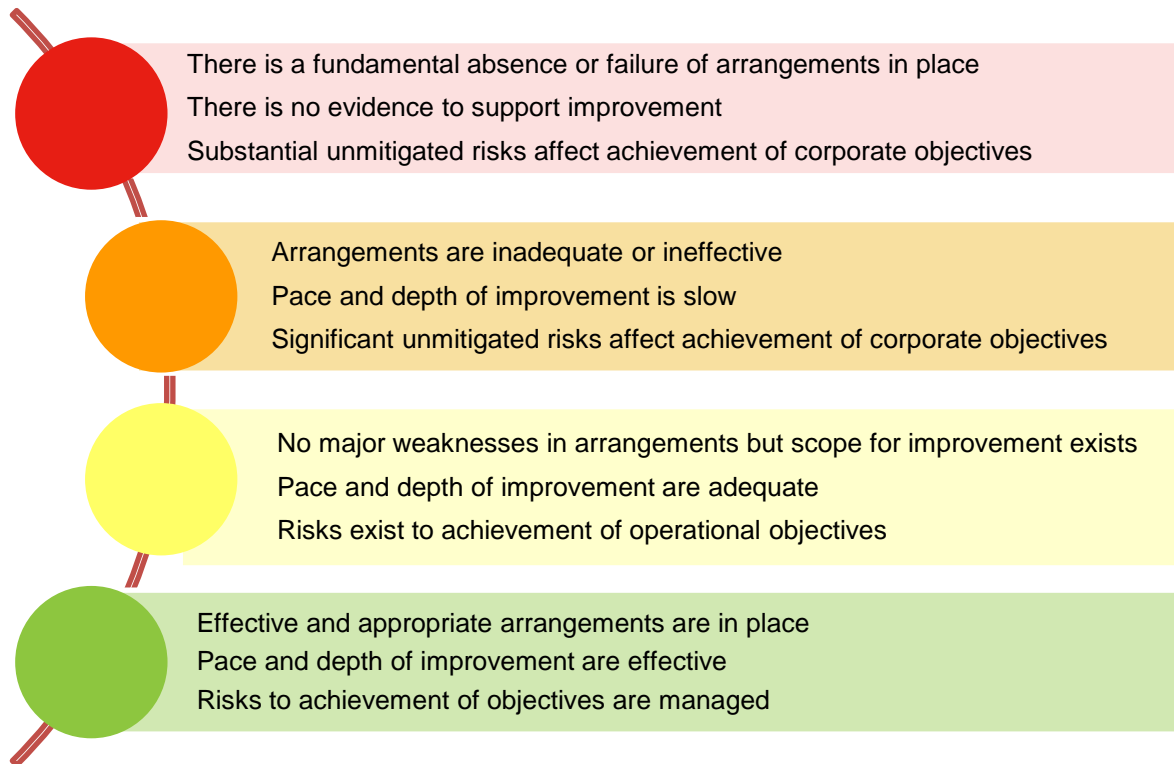 There is a fundamental absence or failure of arrangements in place
There is no evidence to support improvement
Substantial unmitigated risks affect achievement of corporate objectives
Arrangements are inadequate or ineffective
Pace and depth of improvement is slow
Significant unmitigated risks affect achievement of corporate objectives
No major weaknesses in arrangements but scope for improvement exists
Pace and depth of improvement are adequate
Risks exist to achievement of operational objectives
Effective and appropriate arrangements are in place
Pace and depth of improvement are effective
Risks to achievement of objectives are managed